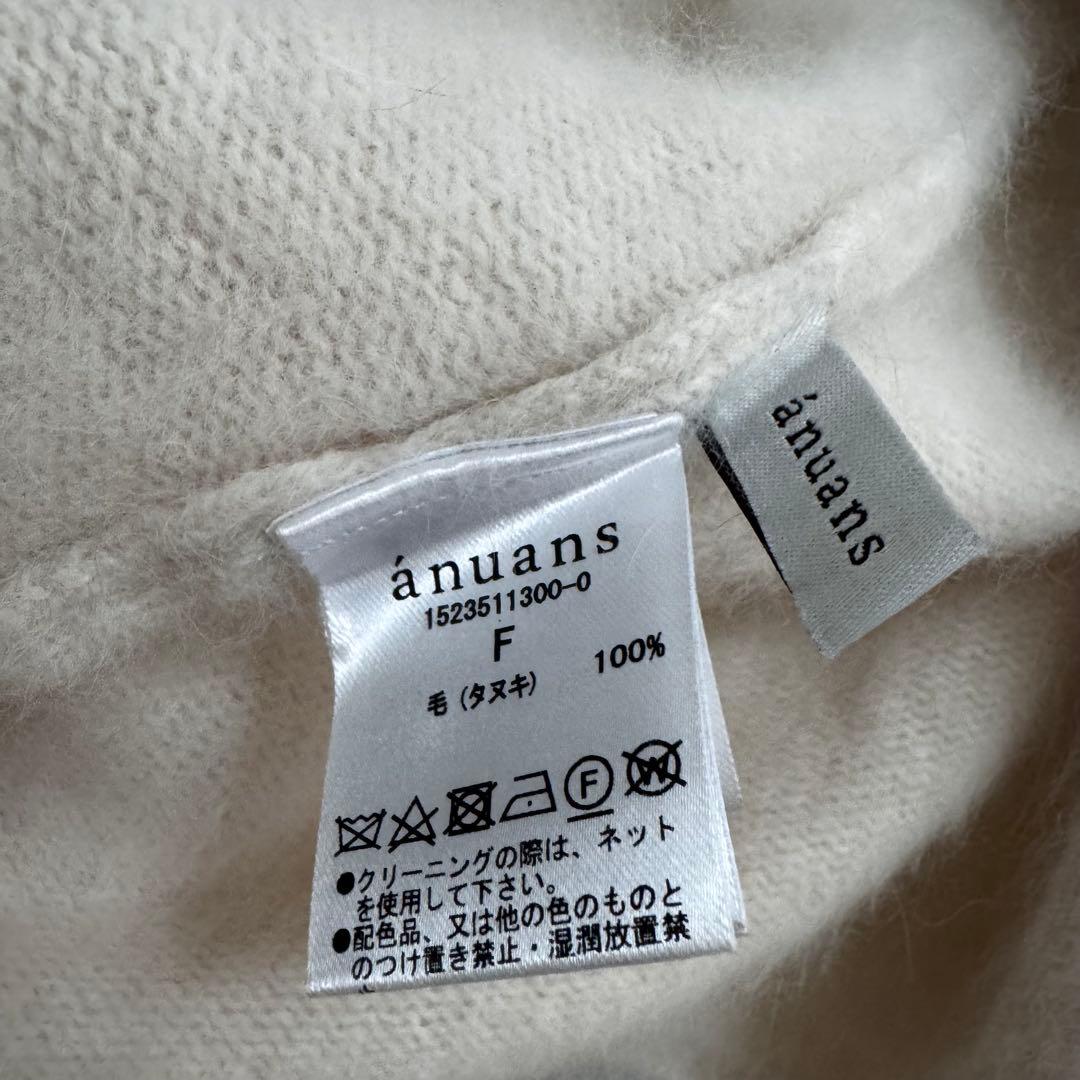 ánuans
1523511300-0
F
毛(タヌキ) 100%
F W
●クリーニングの際は、ネット
を使用して下さい。
●配色品、又は他の色のものと
のつけ置き禁止・湿潤放置禁
ánuans